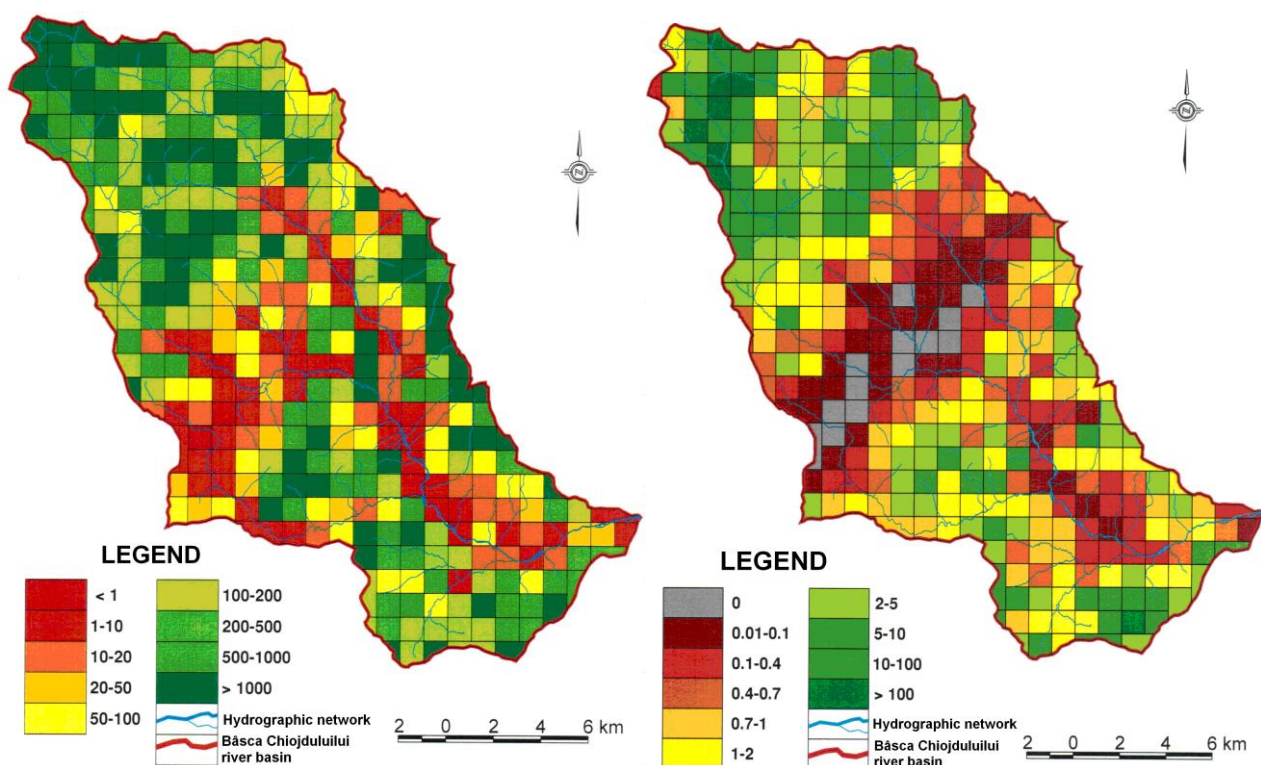 N
LEGEND
< 1
1-10
10-20
20-50
50-100
100-200
200-500
500-1000
> 1000
Hydrographic network
Bâsca Chiojduluilui
river basin
2 0 2 4 6 km
N
LEGEND
0
0.01-0.1
0.1-0.4
0.4-0.7
0.7-1
1-2
2-5
5-10
10-100
> 100
Hydrographic network
Bâsca Chiojduluilui
river basin
2 0 2 4 6 km